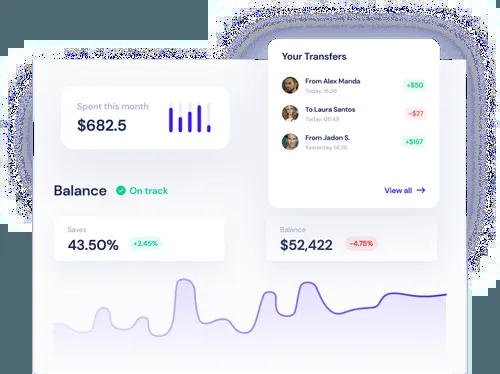 Your Transfers
From Alex Manda
Today, 16:36
+$50
To Laura Santos
Today, 08:49
-$27
From Jadon S.
Yesterday, 14:36
+$157
View all
Spent this month
$682.5
Balance
On track
Saves
43.50%
+2.45%
Balance
$52,422
-4.75%